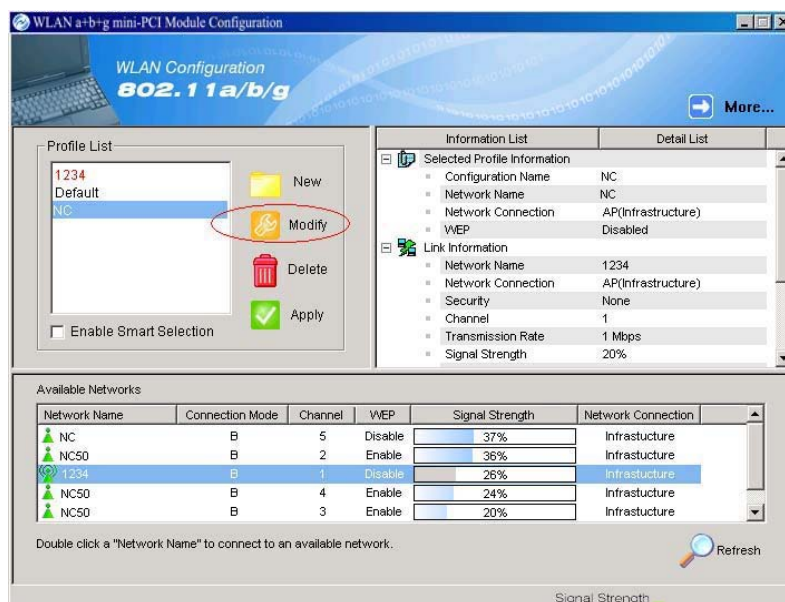 WLAN a+b+g mini-PCI Module Configuration
WLAN Configuration
802.11a/b/g
More...
Profile List
1234
Default
NC
New
Modify
Delete
Apply
Enable Smart Selection
Information List Detail List
Selected Profile Information
Configuration Name NC
Network Name NC
Network Connection AP(Infrastructure)
WEP Disabled
Link Information
Network Name 1234
Network Connection AP(Infrastructure)
Security None
Channel 1
Transmission Rate 1 Mbps
Signal Strength 20%
Available Networks
Network Name Connection Mode Channel WEP Signal Strength Network Connection
NC B 5 Disable 37% Infrastucture
NC50 B 2 Enable 36% Infrastucture
1234 B 1 Disable 26% Infrastucture
NC50 B 4 Enable 24% Infrastucture
NC50 B 3 Enable 20% Infrastucture
Double click a "Network Name" to connect to an available network.
Refresh
Signal Strength